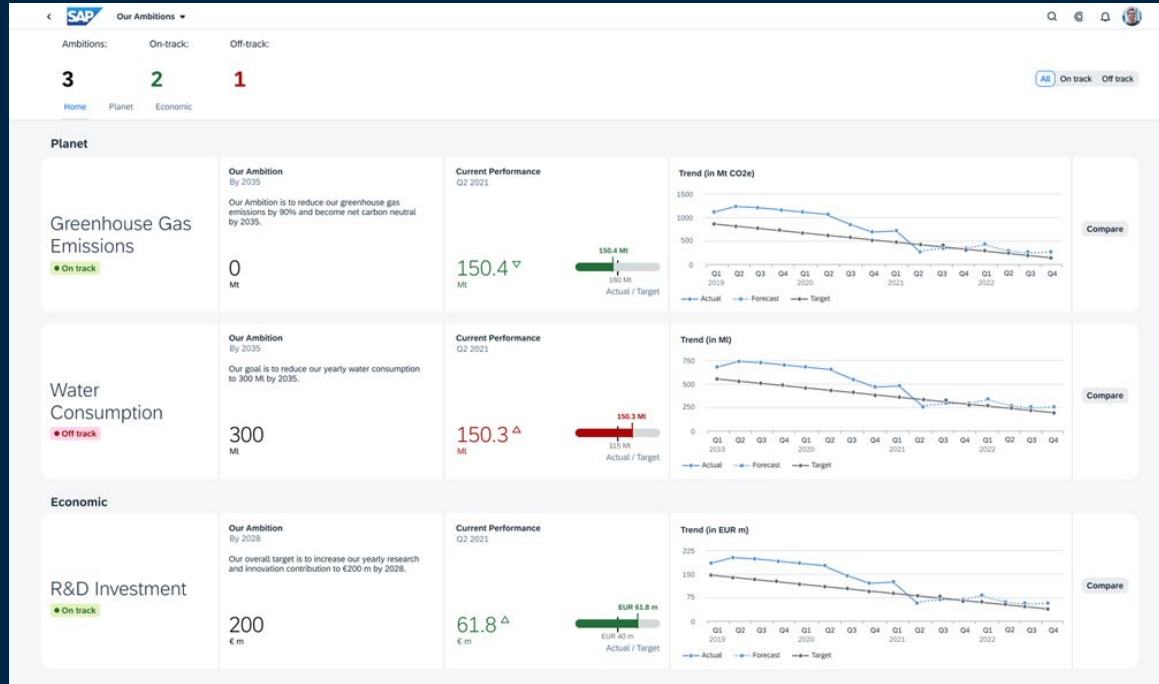 SAP Our Ambitions
Ambitions: On-track: Off-track:
3 2 1
All On track Off track
Home Planet Economic
Planet
Greenhouse Gas
Emissions
On track
Our Ambition
By 2035
Our Ambition is to reduce our greenhouse gas
emissions by 90% and become net carbon neutral
by 2035.
0
Mt
Current Performance
Q2 2021
150.4
Mt
150.4 Mt
160 Mt
Actual / Target
Trend (in Mt CO2e)
1500
1000
500
0
Q1 Q2 Q3 Q4 Q1 Q2 Q3 Q4 Q1 Q2 Q3 Q4 Q1 Q2 Q3 Q4
2019 2020 2021 2022
Actual Forecast Target
Compare
Water
Consumption
Off track
Our Ambition
By 2035
Our goal is to reduce our yearly water consumption
to 300 Ml by 2035.
300
Ml
Current Performance
Q2 2021
150.3
Ml
150.3 Ml
115 Ml
Actual / Target
Trend (in Ml)
750
500
250
0
Q1 Q2 Q3 Q4 Q1 Q2 Q3 Q4 Q1 Q2 Q3 Q4 Q1 Q2 Q3 Q4
2019 2020 2021 2022
Actual Forecast Target
Compare
Economic
R&D Investment
On track
Our Ambition
By 2028
Our overall target is to increase our yearly research
and innovation contribution to €200 m by 2028.
200
€ m
Current Performance
Q2 2021
61.8
€ m
EUR 61.8 m
EUR 40 m
Actual / Target
Trend (in EUR m)
225
150
75
0
Q1 Q2 Q3 Q4 Q1 Q2 Q3 Q4 Q1 Q2 Q3 Q4 Q1 Q2 Q3 Q4
2019 2020 2021 2022
Actual Forecast Target
Compare